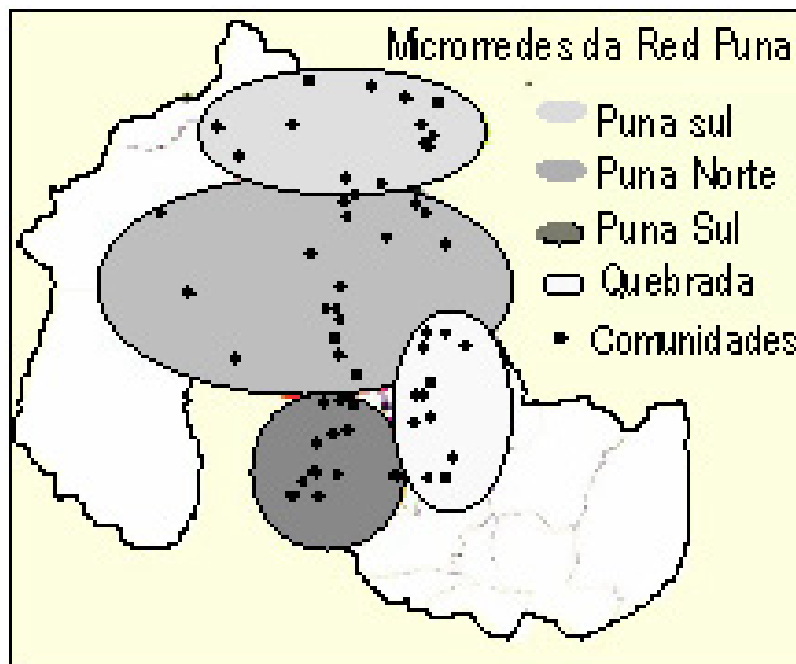 Microrredes da Red Puna
Puna sul
Puna Norte
Puna Sul
Quebrada
Comunidades